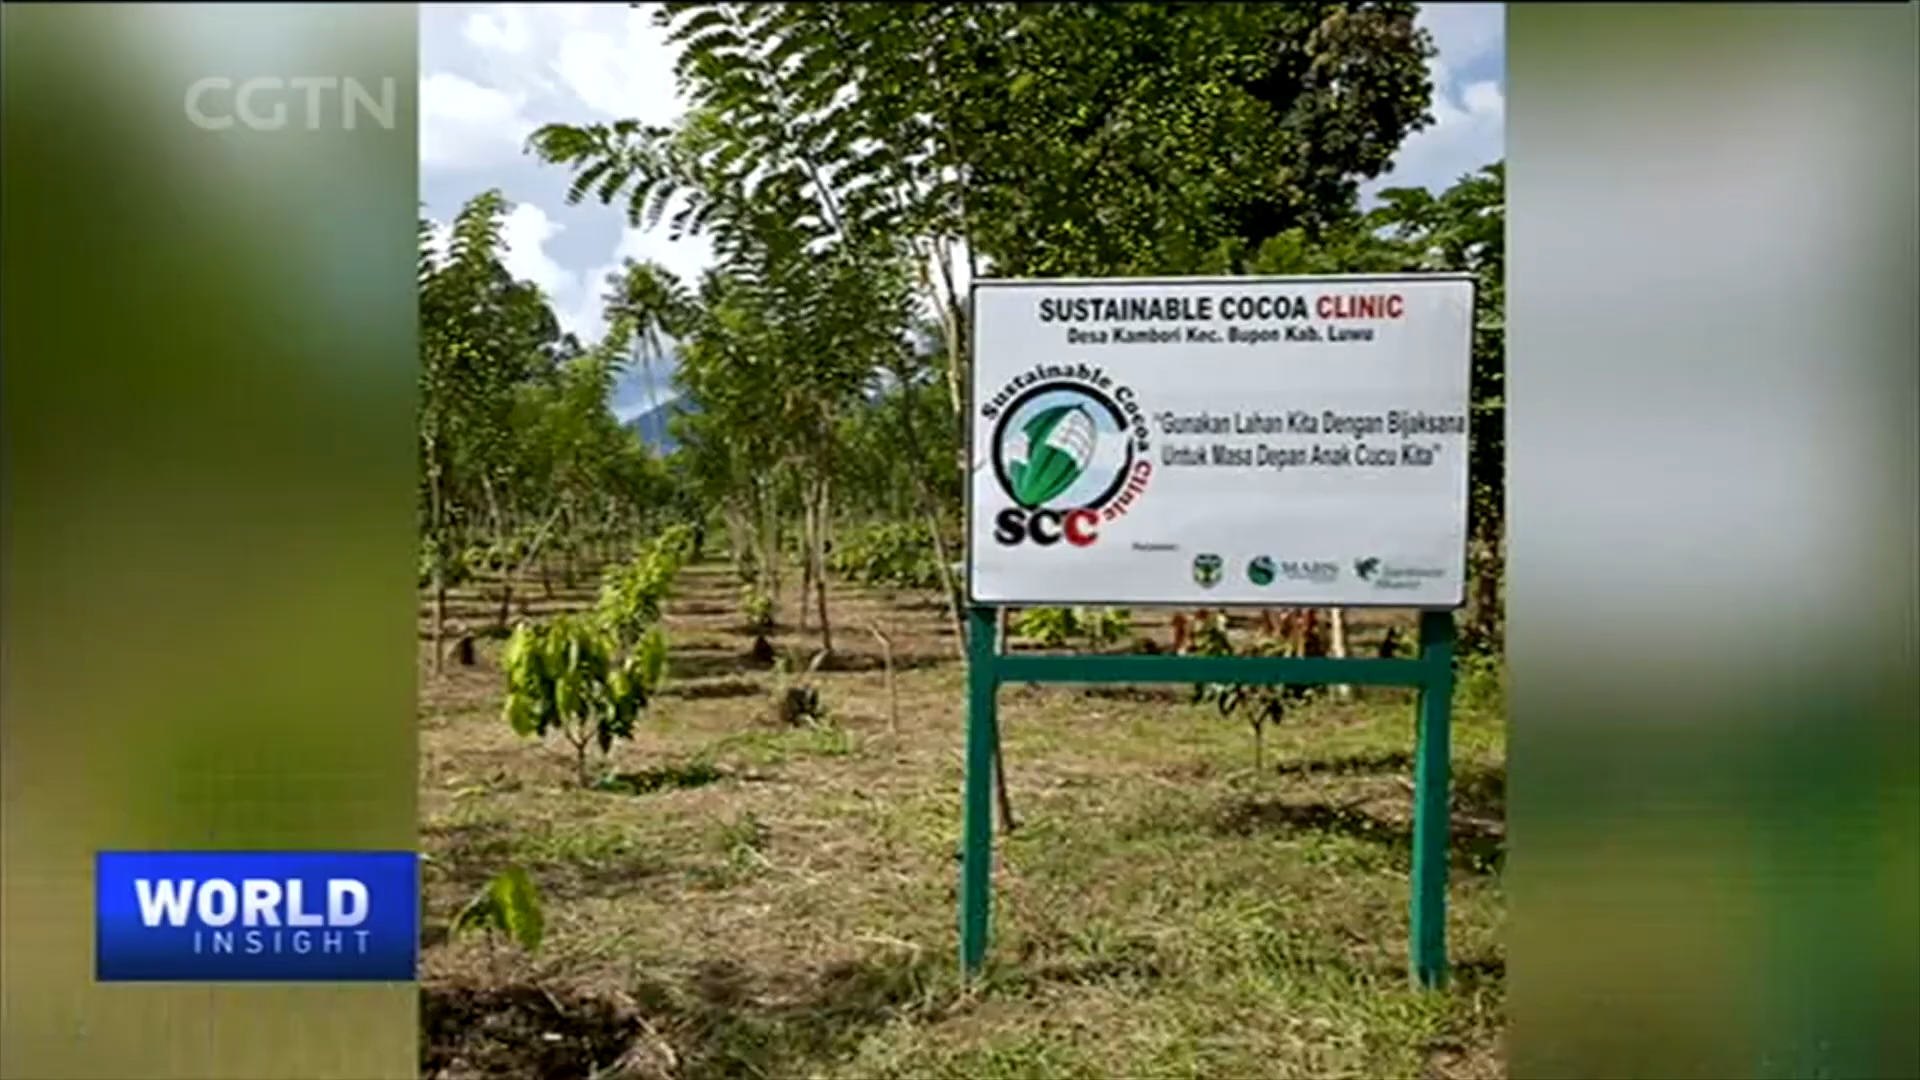 CGTN
SUSTAINABLE COCOA CLINIC
Desa Kambori Kec. Bupon Kab. Luwu
Sustainable Cocoa Clinic
SCC
"Gunakan Lahan Kita Dengan Bijaksana
Untuk Masa Depan Anak Cucu Kita"
MARS
WORLD
INSIGHT